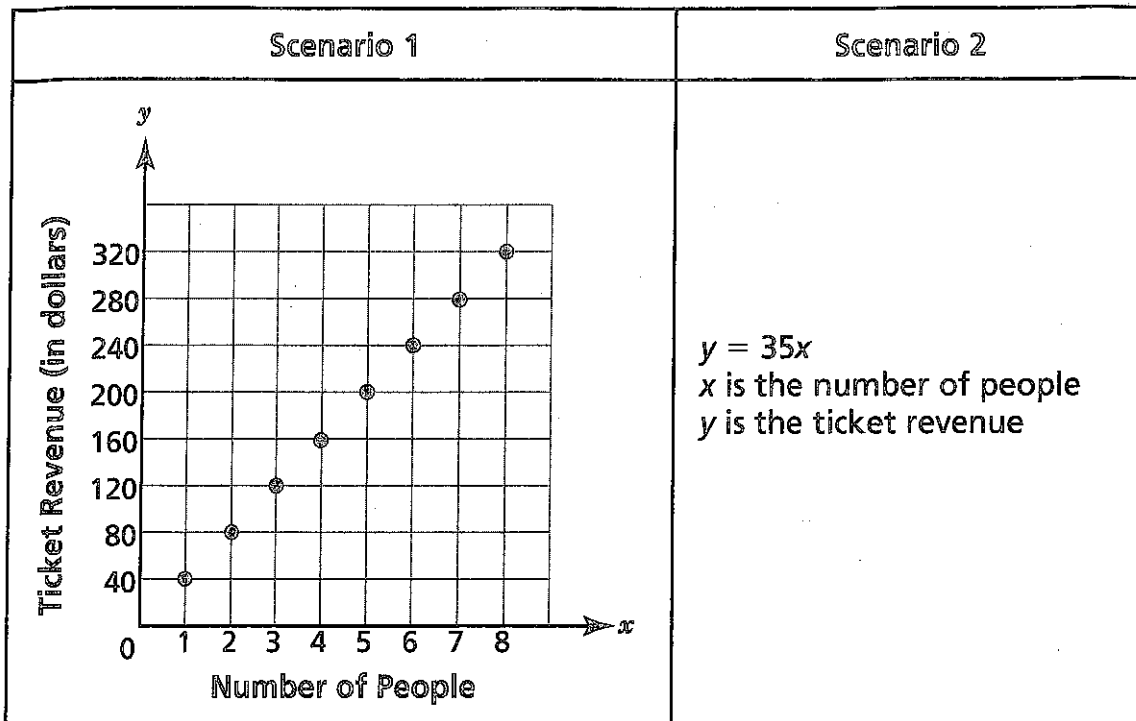 Scenario 1
Scenario 2
y
Ticket Revenue (in dollars)
320
280
240
200
160
120
80
40
0
1 2 3 4 5 6 7 8
x
Number of People
y = 35x
x is the number of people
y is the ticket revenue